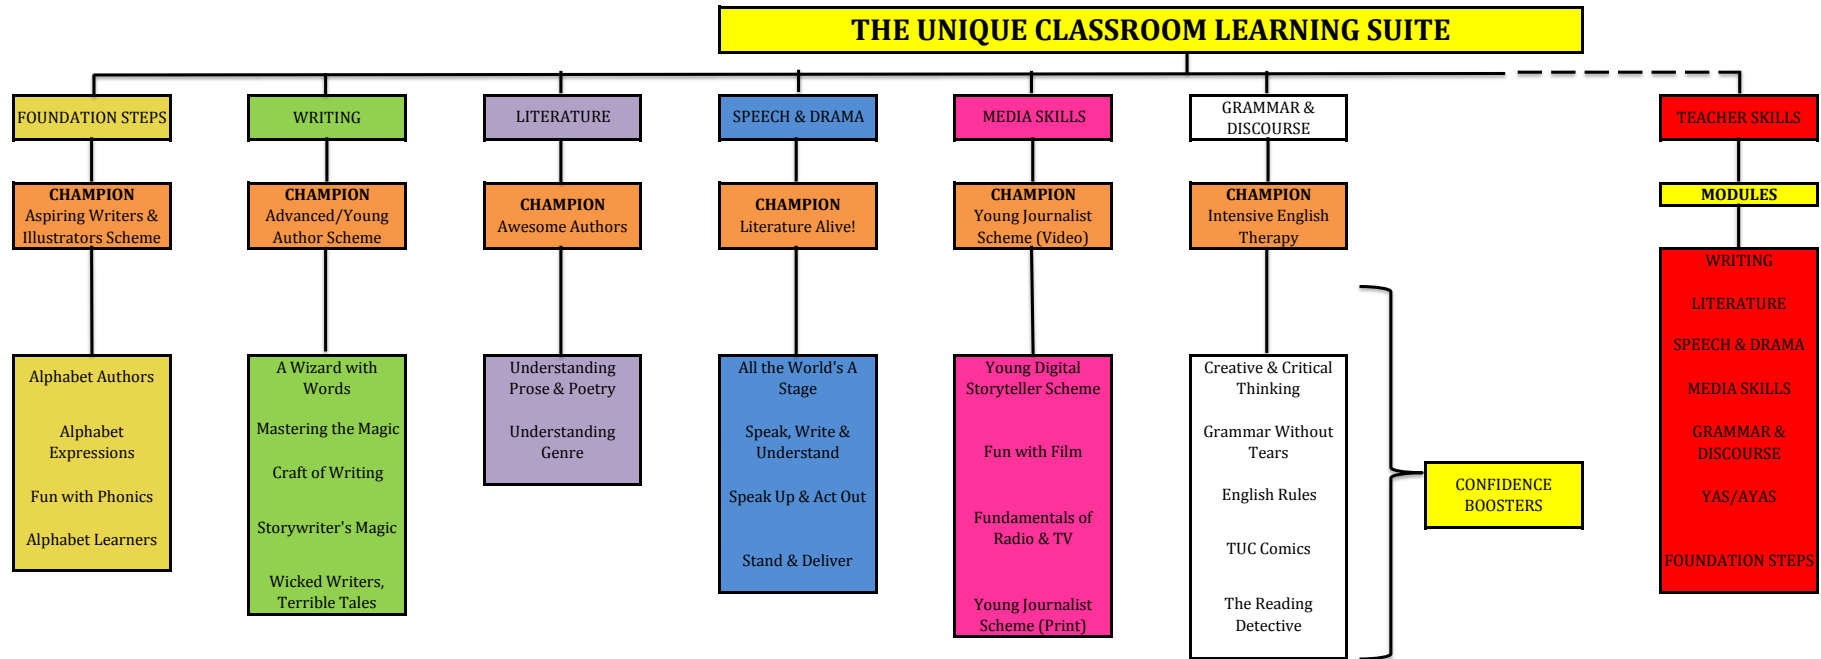 THE UNIQUE CLASSROOM LEARNING SUITE
FOUNDATION STEPS
WRITING
LITERATURE
SPEECH & DRAMA
MEDIA SKILLS
GRAMMAR &
DISCOURSE
TEACHER SKILLS
CHAMPION
Aspiring Writers &
Illustrators Scheme
CHAMPION
Advanced/Young
Author Scheme
CHAMPION
Awesome Authors
CHAMPION
Literature Alive!
CHAMPION
Young Journalist
Scheme (Video)
CHAMPION
Intensive English
Therapy
MODULES
Alphabet Authors
Alphabet
Expressions
Fun with Phonics
Alphabet Learners
A Wizard with
Words
Mastering the Magic
Craft of Writing
Storywriter's Magic
Wicked Writers,
Terrible Tales
Understanding
Prose & Poetry
Understanding
Genre
All the World's A
Stage
Speak, Write &
Understand
Speak Up & Act Out
Stand & Deliver
Young Digital
Storyteller Scheme
Fun with Film
Fundamentals of
Radio & TV
Young Journalist
Scheme (Print)
Creative & Critical
Thinking
Grammar Without
Tears
English Rules
TUC Comics
The Reading
Detective
CONFIDENCE
BOOSTERS
WRITING
LITERATURE
SPEECH & DRAMA
MEDIA SKILLS
GRAMMAR &
DISCOURSE
YAS/AYAS
FOUNDATION STEPS